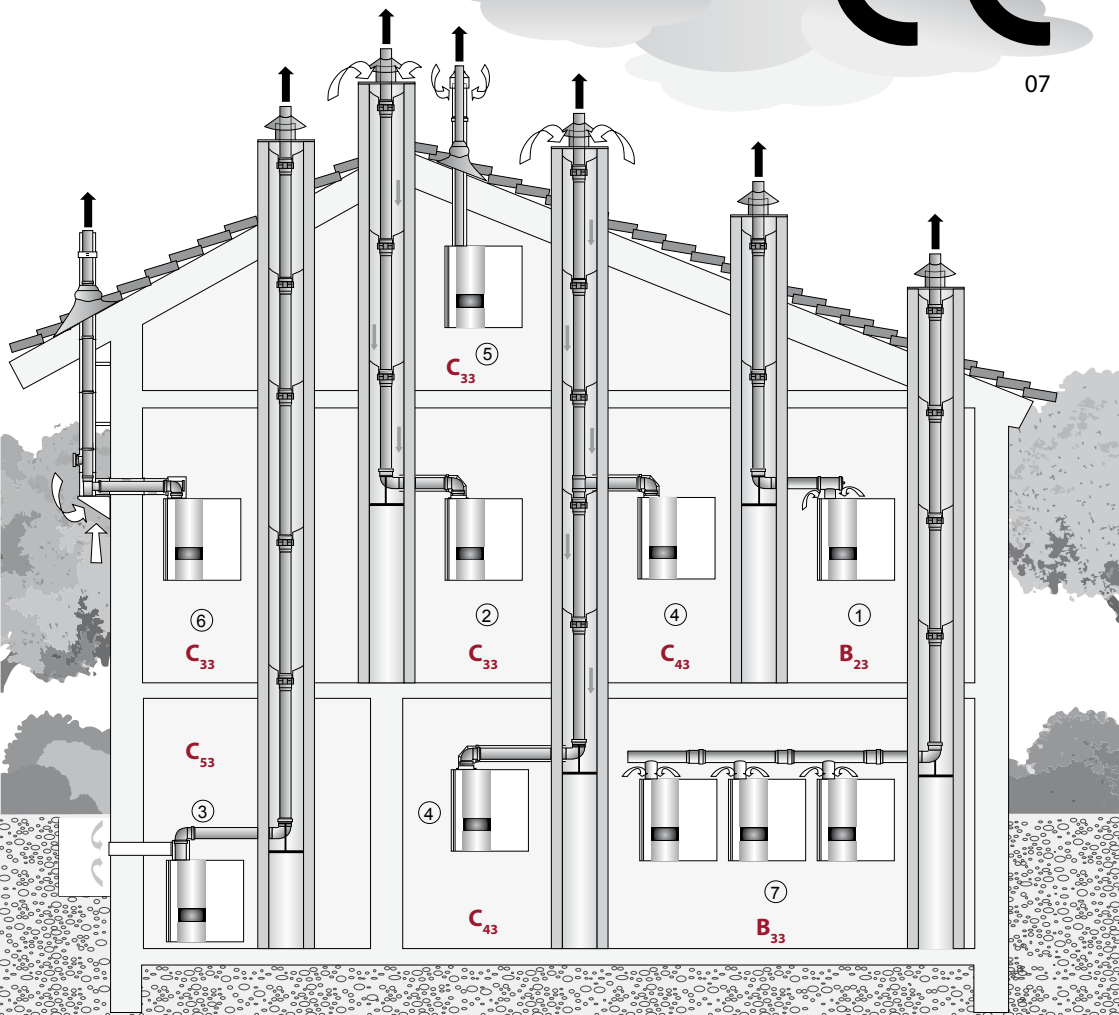 07
C33 ⑤
⑥ ② ④ ①
C33 C33 C43 B23
C53
③ ④
⑦
C43 B33